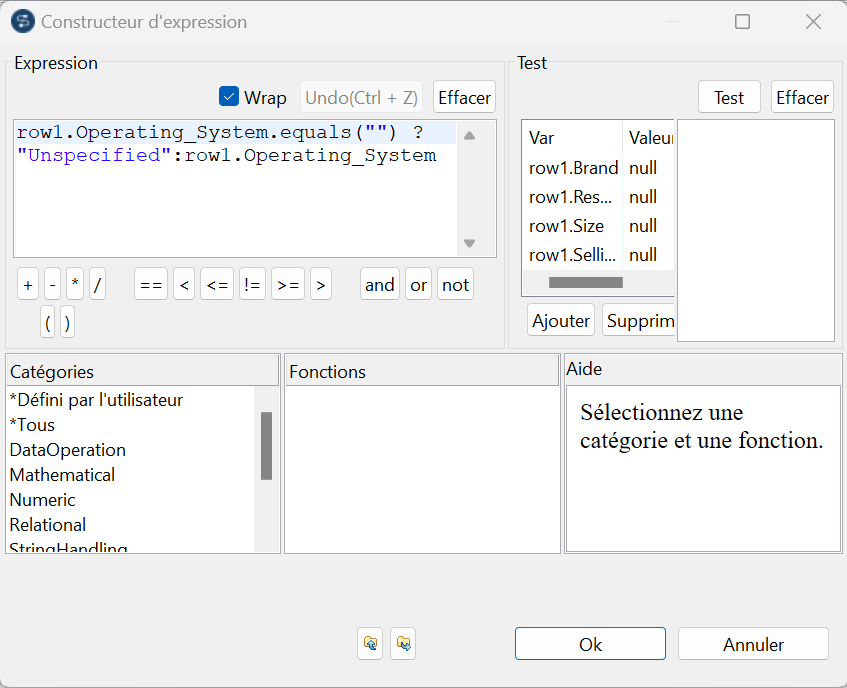 Constructeur d'expression
Expression
Wrap
Undo(Ctrl + Z)
Effacer
row1.Operating_System.equals("") ?
"Unspecified":row1.Operating_System
+ - * / == < <= != >= > and or not
( )
Test
Test
Effacer
Var Valeur
row1.Brand null
row1.Res... null
row1.Size null
row1.Selli... null
Ajouter
Supprim
Catégories
*Défini par l'utilisateur
*Tous
DataOperation
Mathematical
Numeric
Relational
StringHandling
Fonctions
Aide
Sélectionnez une
catégorie et une fonction.
Ok
Annuler